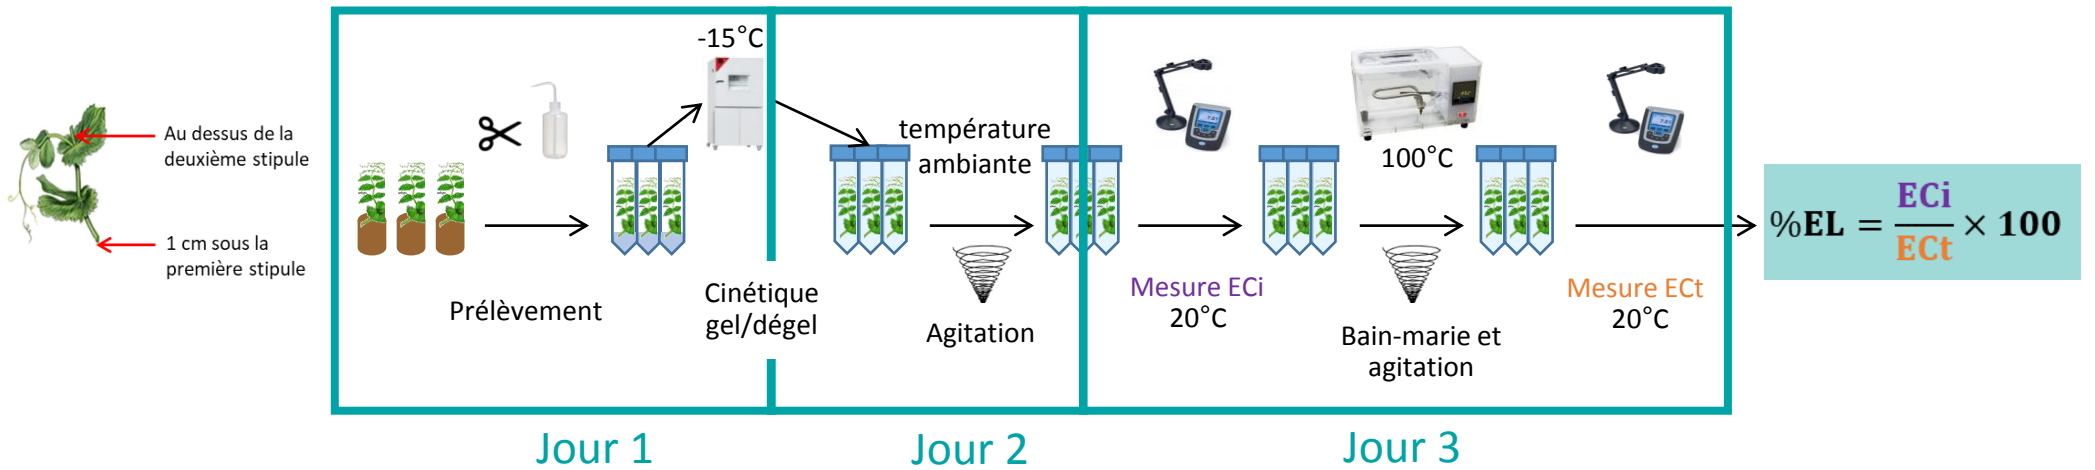 Au dessus de la
deuxième stipule
1 cm sous la
première stipule
Prélèvement
-15°C
Cinétique
gel/dégel
température
ambiante
Agitation
Mesure ECi
20°C
100°C
Bain-marie et
agitation
Mesure ECt
20°C
%EL = ECi / ECt × 100
Jour 1
Jour 2
Jour 3